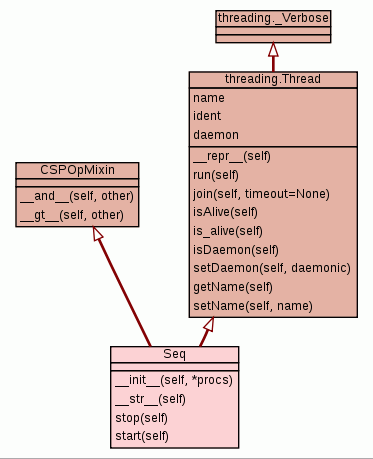 threading._Verbose
threading.Thread
name
ident
daemon
__repr__(self)
run(self)
join(self, timeout=None)
isAlive(self)
is_alive(self)
isDaemon(self)
setDaemon(self, daemonic)
getName(self)
setName(self, name)
CSPOpMixin
__and__(self, other)
__gt__(self, other)
Seq
__init__(self, *procs)
__str__(self)
stop(self)
start(self)